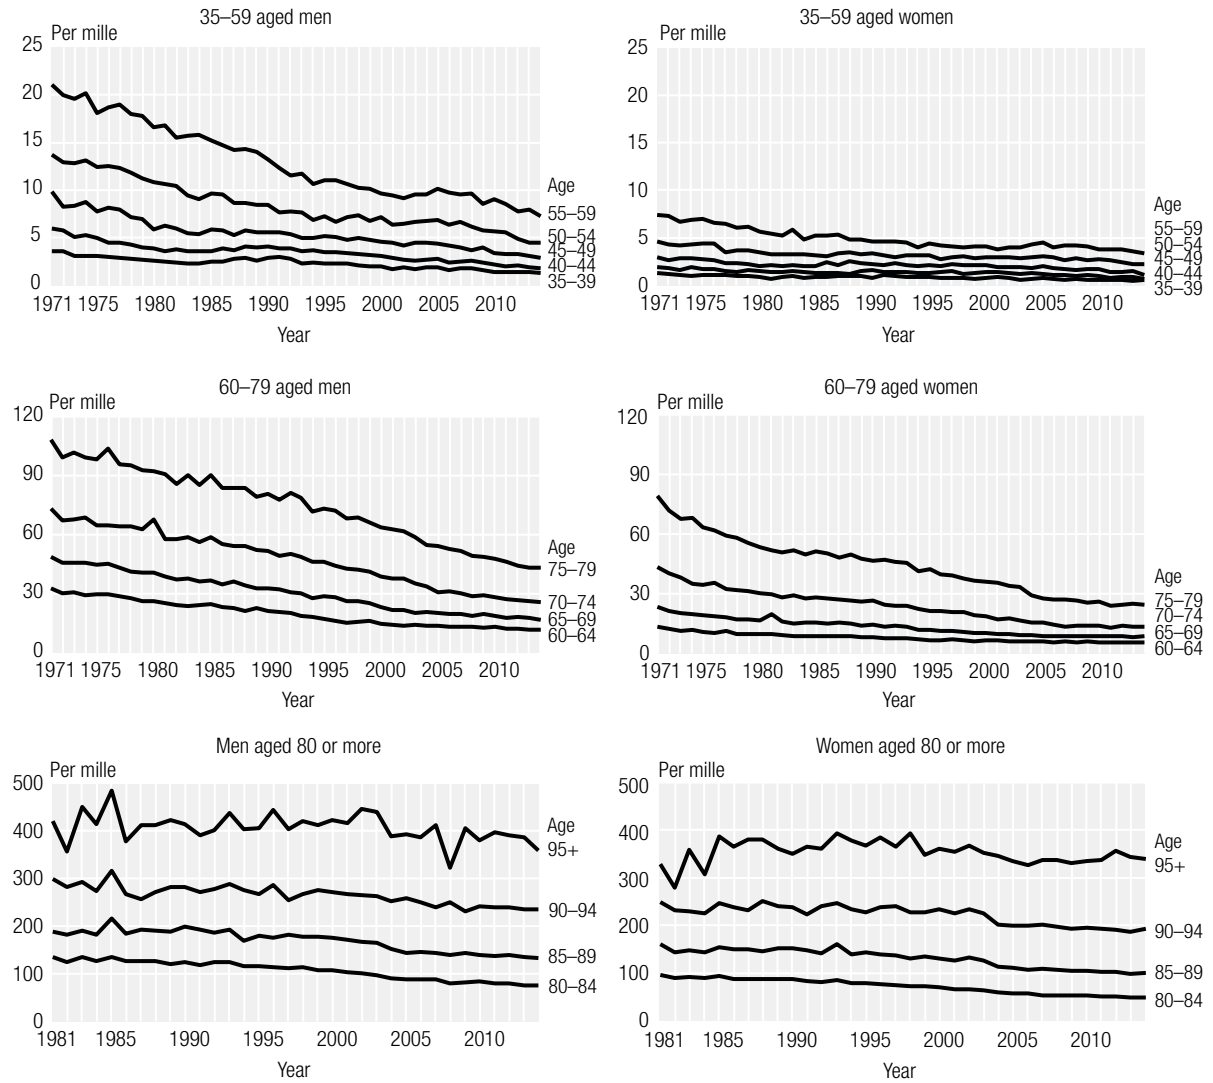 35–59 aged men
Per mille
25
20
15
10
5
0
Age
55–59
50–54
45–49
40–44
35–39
1971 1975 1980 1985 1990 1995 2000 2005 2010
Year
35–59 aged women
Per mille
25
20
15
10
5
0
Age
55–59
50–54
45–49
40–44
35–39
1971 1975 1980 1985 1990 1995 2000 2005 2010
Year
60–79 aged men
Per mille
120
90
60
30
0
Age
75–79
70–74
65–69
60–64
1971 1975 1980 1985 1990 1995 2000 2005 2010
Year
60–79 aged women
Per mille
120
90
60
30
0
Age
75–79
70–74
65–69
60–64
1971 1975 1980 1985 1990 1995 2000 2005 2010
Year
Men aged 80 or more
Per mille
500
400
300
200
100
0
Age
95+
90–94
85–89
80–84
1981 1985 1990 1995 2000 2005 2010
Year
Women aged 80 or more
Per mille
500
400
300
200
100
0
Age
95+
90–94
85–89
80–84
1981 1985 1990 1995 2000 2005 2010
Year